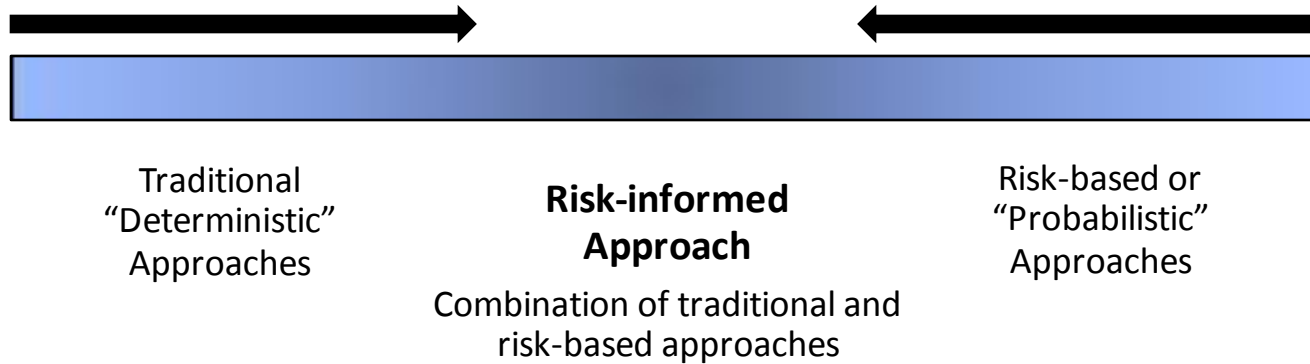 Traditional
“Deterministic”
Approaches
Risk-informed
Approach
Combination of traditional and
risk-based approaches
Risk-based or
“Probabilistic”
Approaches